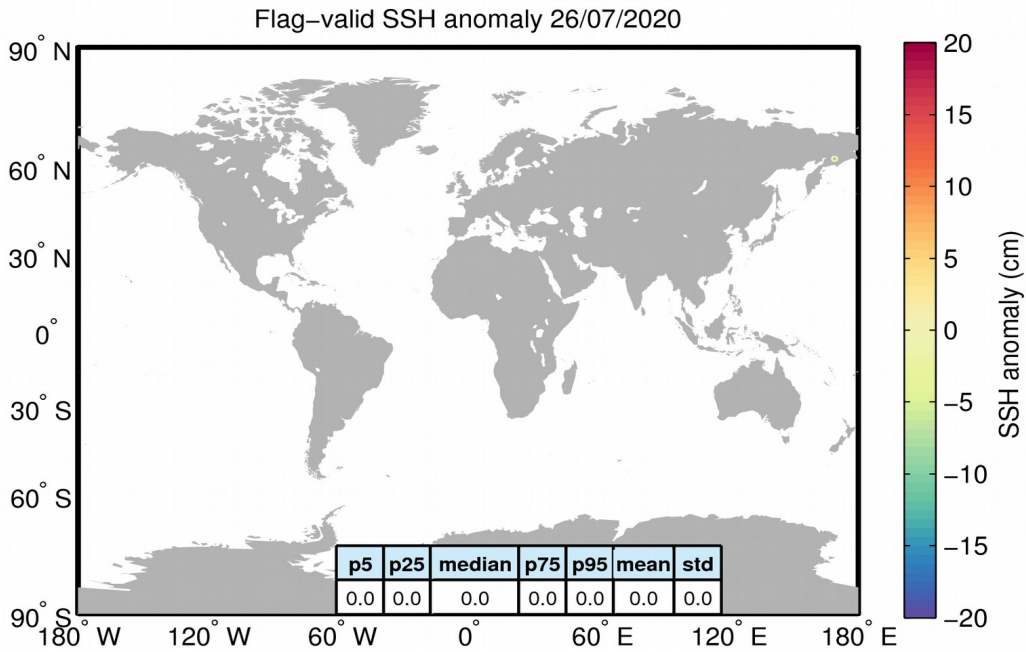 Flag−valid SSH anomaly 26/07/2020
90° N
60° N
30° N
0°
30° S
60° S
90° S
180° W 120° W 60° W 0° 60° E 120° E 180° E
p5 p25 median p75 p95 mean std
0.0 0.0 0.0 0.0 0.0 0.0 0.0
20
15
10
5
0
−5
−10
−15
−20
SSH anomaly (cm)